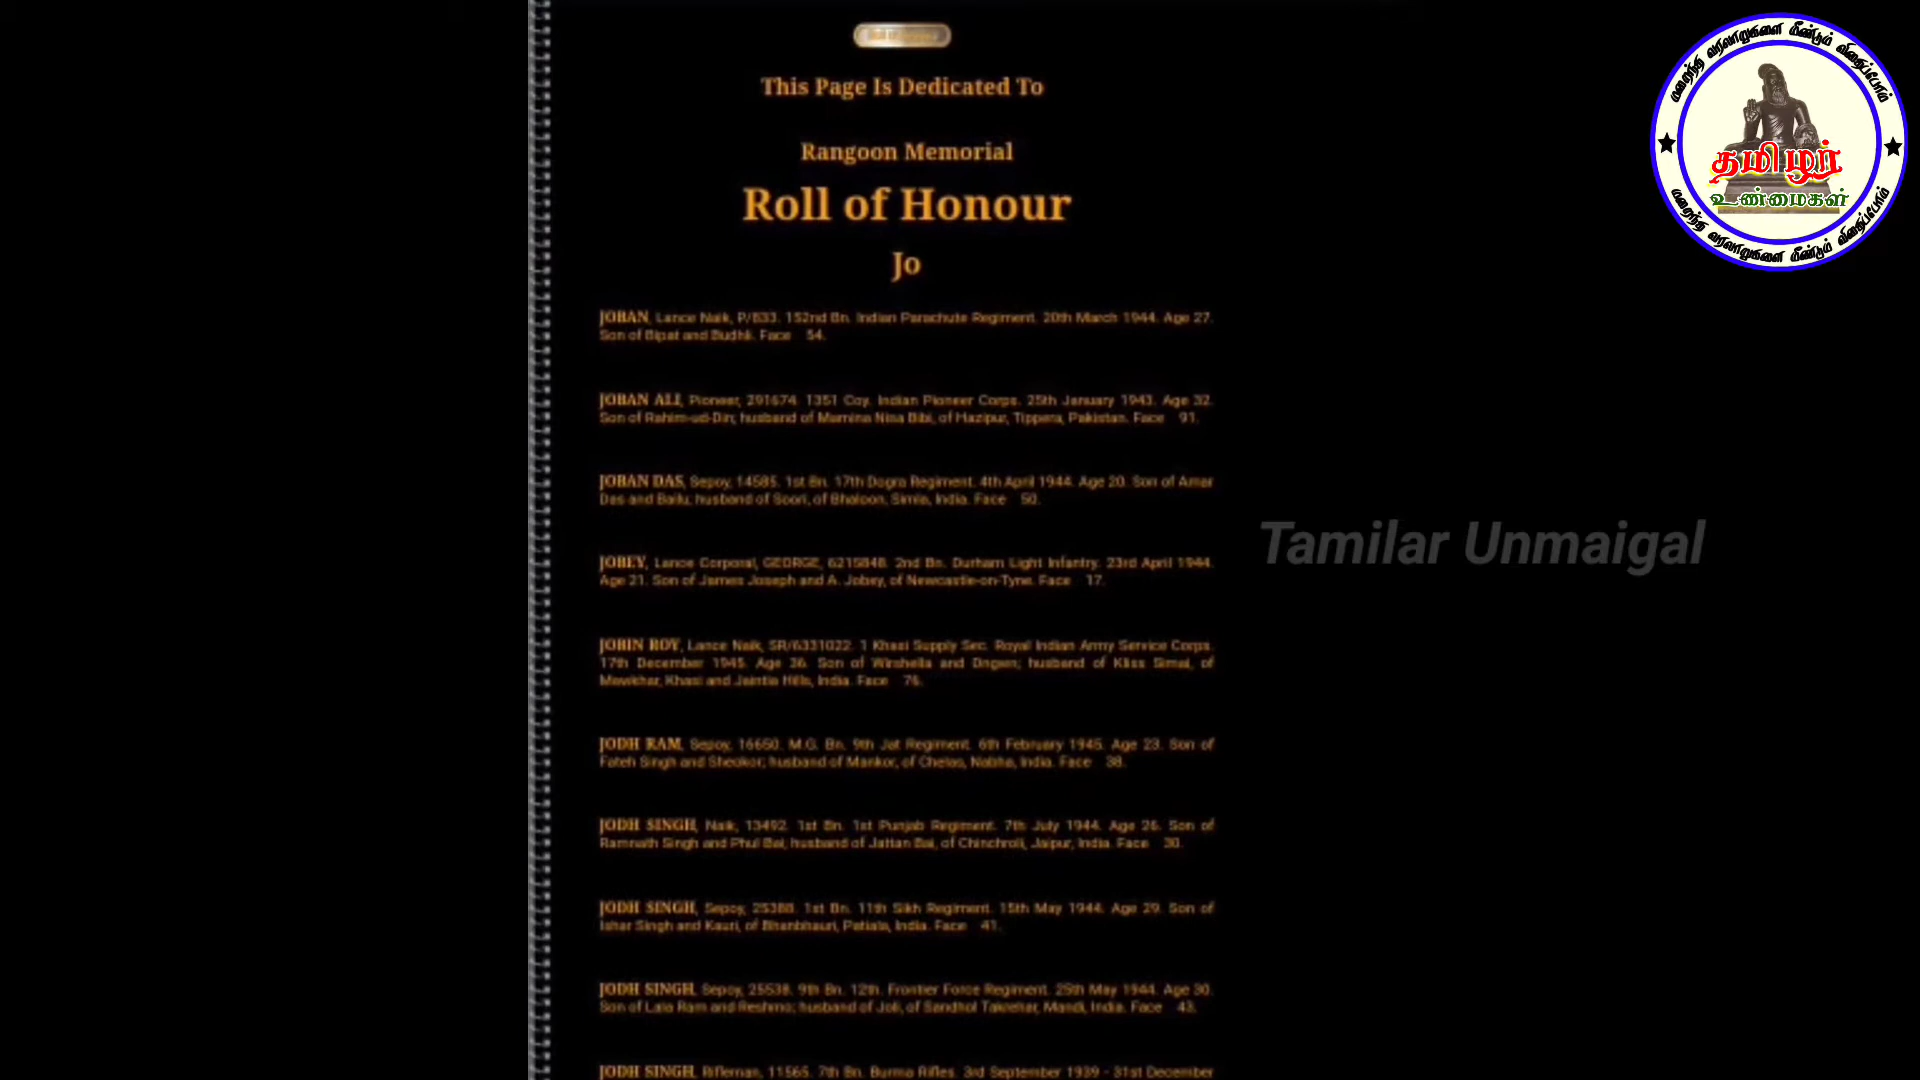 This Page Is Dedicated To
Rangoon Memorial
Roll of Honour
Jo
JOBAN, Lance Naik, P/833. 152nd Bn. Indian Parachute Regiment. 20th March 1944. Age 27.
Son of Bipat and Budhli. Face 54.
JOBAN ALI, Pioneer, 291674. 1351 Coy. Indian Pioneer Corps. 25th January 1943. Age 32.
Son of Rahim-ud-Din; husband of Mamina Nisa Bibi, of Hazipur, Tippera, Pakistan. Face 91.
JOBAN DAS, Sepoy, 14585. 1st Bn. 17th Dogra Regiment. 4th April 1944. Age 20. Son of Amar
Das and Ballu; husband of Soori, of Bhaloon, Simla, India. Face 50.
JOBEY, Lance Corporal, GEORGE, 6215848. 2nd Bn. Durham Light Infantry. 23rd April 1944.
Age 21. Son of James Joseph and A. Jobey, of Newcastle-on-Tyne. Face 17.
JOBIN ROY, Lance Naik, SR/6331022. 1 Khasi Supply Sec. Royal Indian Army Service Corps.
17th December 1945. Age 36. Son of and husband of of
Khasi and Jaintia Hills, India. Face 76.
JODH RAM, Sepoy, 16650. M.G. Bn. 9th Jat Regiment. 6th February 1945. Age 23. Son of
Fateh Singh and Sheokor; husband of Mankor, of Chelas, Nabha, India. Face 38.
JODH SINGH, Naik, 13492. 1st Bn. 1st Punjab Regiment. 7th July 1944. Age 26. Son of
Ramnath Singh and Phul Bai; husband of Jattan Bai, of Chinchroli, Jaipur, India. Face 30.
JODH SINGH, Sepoy, 25388. 1st Bn. 11th Sikh Regiment. 15th May 1944. Age 29. Son of
Ishar Singh and Kauri, of Bhanbhauri, Patiala, India. Face 41.
JODH SINGH, Sepoy, 25538. 9th Bn. 12th. Frontier Force Regiment. 25th May 1944. Age 30.
Son of Lala Ram and Reshmo; husband of Joli, of Sandhol Mandi, India. Face 43.
JODH SINGH, Rifleman, 11565. 7th Bn. Burma Rifles. 3rd September 1939 - 31st December
Tamilar Unmaigal
மறைந்த வரலாறுகளை மீண்டும் விதைப்போம்
தமிழர்
உண்மைகள்
மறைந்த வரலாறுகளை மீண்டும் விதைப்போம்